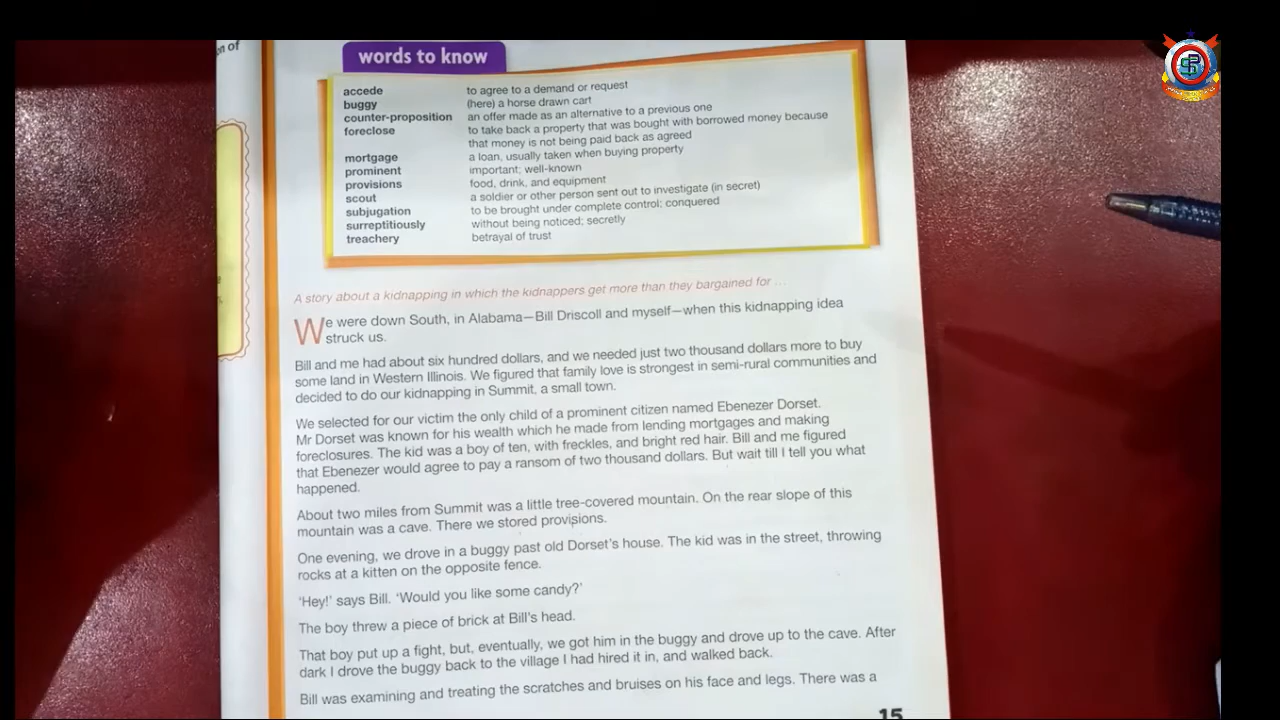 on of
words to know
accede to agree to a demand or request
buggy (here) a horse drawn cart
counter-proposition an offer made as an alternative to a previous one
foreclose to take back a property that was bought with borrowed money because
that money is not being paid back as agreed
mortgage a loan, usually taken when buying property
prominent important; well-known
provisions food, drink, and equipment
scout a soldier or other person sent out to investigate (in secret)
subjugation to be brought under complete control; conquered
surreptitiously without being noticed; secretly
treachery betrayal of trust
A story about a kidnapping in which the kidnappers get more than they bargained for ...
We were down South, in Alabama—Bill Driscoll and myself—when this kidnapping idea
struck us.
Bill and me had about six hundred dollars, and we needed just two thousand dollars more to buy
some land in Western Illinois. We figured that family love is strongest in semi-rural communities and
decided to do our kidnapping in Summit, a small town.
We selected for our victim the only child of a prominent citizen named Ebenezer Dorset.
Mr Dorset was known for his wealth which he made from lending mortgages and making
foreclosures. The kid was a boy of ten, with freckles, and bright red hair. Bill and me figured
that Ebenezer would agree to pay a ransom of two thousand dollars. But wait till I tell you what
happened.
About two miles from Summit was a little tree-covered mountain. On the rear slope of this
mountain was a cave. There we stored provisions.
One evening, we drove in a buggy past old Dorset's house. The kid was in the street, throwing
rocks at a kitten on the opposite fence.
'Hey!' says Bill. 'Would you like some candy?'
The boy threw a piece of brick at Bill's head.
That boy put up a fight, but, eventually, we got him in the buggy and drove up to the cave. After
dark I drove the buggy back to the village I had hired it in, and walked back.
Bill was examining and treating the scratches and bruises on his face and legs. There was a
15